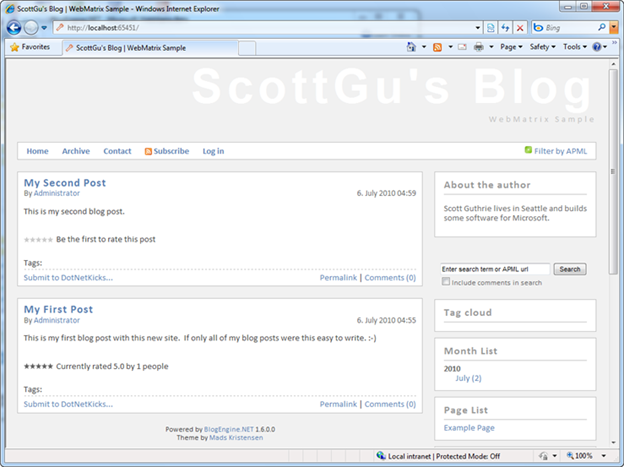 ScottGu's Blog | WebMatrix Sample - Windows Internet Explorer
http://localhost:65451/
Bing
Favorites
ScottGu's Blog | WebMatrix Sample
Page
Safety
Tools
ScottGu's Blog
WebMatrix Sample
Home Archive Contact Subscribe Log in
Filter by APML
My Second Post
By Administrator
6. July 2010 04:59
This is my second blog post.
Be the first to rate this post
Tags:
Submit to DotNetKicks...
Permalink | Comments (0)
My First Post
By Administrator
6. July 2010 04:55
This is my first blog post with this new site. If only all of my blog posts were this easy to write. :-)
Currently rated 5.0 by 1 people
Tags:
Submit to DotNetKicks...
Permalink | Comments (0)
Powered by BlogEngine.NET 1.6.0.0
Theme by Mads Kristensen
About the author
Scott Guthrie lives in Seattle and builds
some software for Microsoft.
Enter search term or APML url
Search
Include comments in search
Tag cloud
Month List
2010
July (2)
Page List
Example Page
Local intranet | Protected Mode: Off
100%